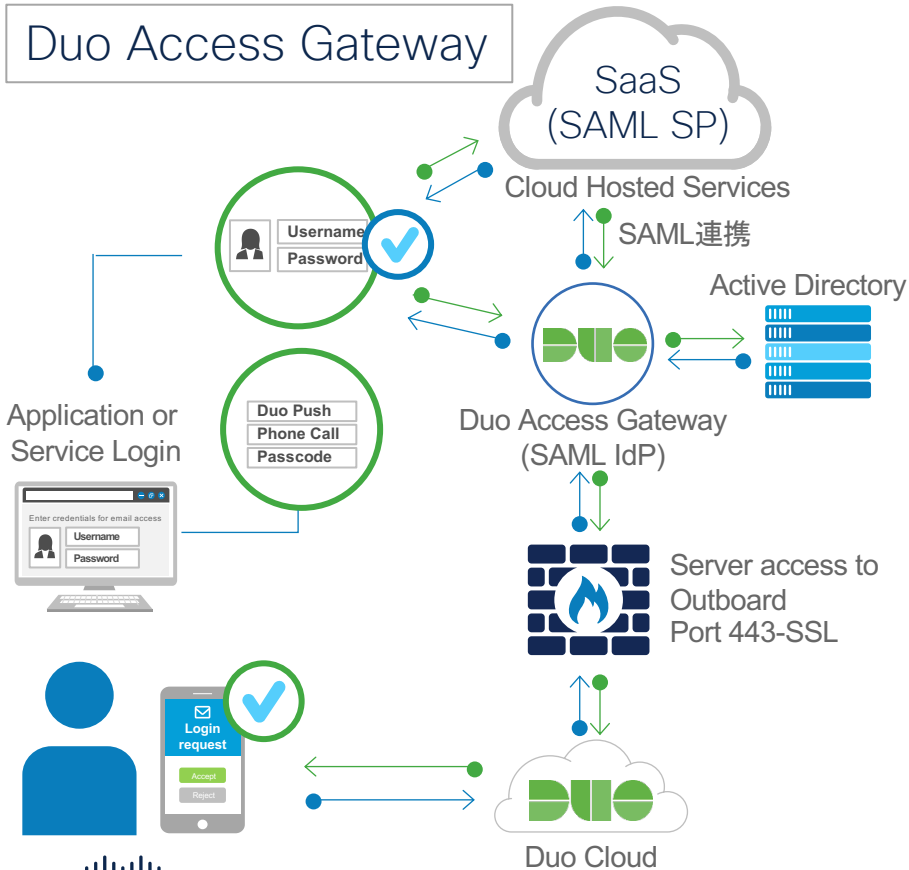 Duo Access Gateway
SaaS
(SAML SP)
Cloud Hosted Services
SAML連携
Username
Password
Active Directory
DUO
Duo Access Gateway
(SAML IdP)
Duo Push
Phone Call
Passcode
Application or
Service Login
Enter credentials for email access
Username
Password
Server access to
Outboard
Port 443-SSL
Login
request
Accept
Reject
DUO
Duo Cloud